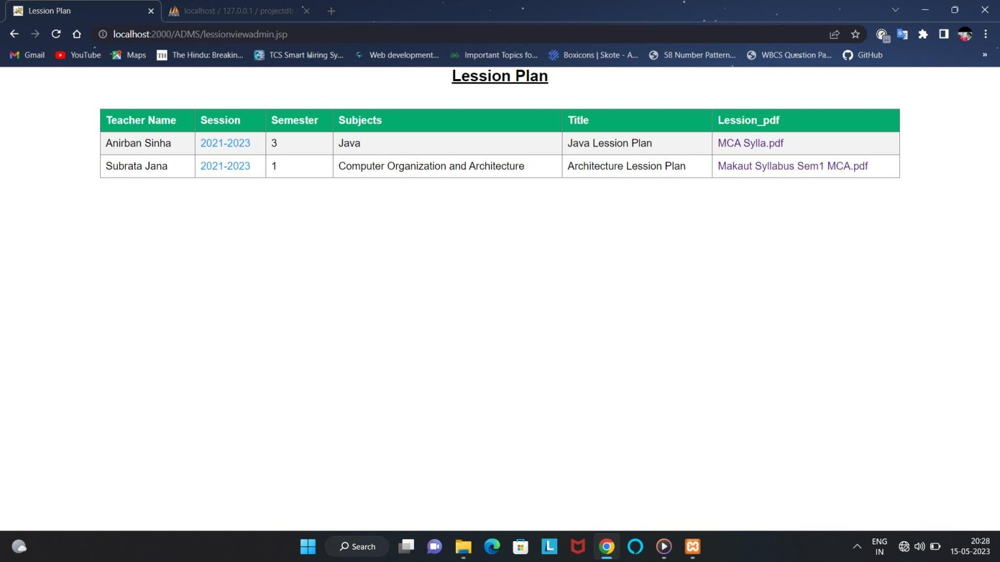 Lession Plan
localhost / 127.0.0.1 / projectdb
localhost:2000/ADMS/lessionviewadmin.jsp
Gmail YouTube Maps TH The Hindu: Breakin... TCS Smart Hiring Sy... Web development... Important Topics fo... Boxicons | Skote - A... 58 Number Pattern... WBCS Question Pa... GitHub »
Lession Plan
Teacher Name Session Semester Subjects Title Lession_pdf
Anirban Sinha 2021-2023 3 Java Java Lession Plan MCA Sylla.pdf
Subrata Jana 2021-2023 1 Computer Organization and Architecture Architecture Lession Plan Makaut Syllabus Sem1 MCA.pdf
Search L
ENG
IN
20:28
15-05-2023